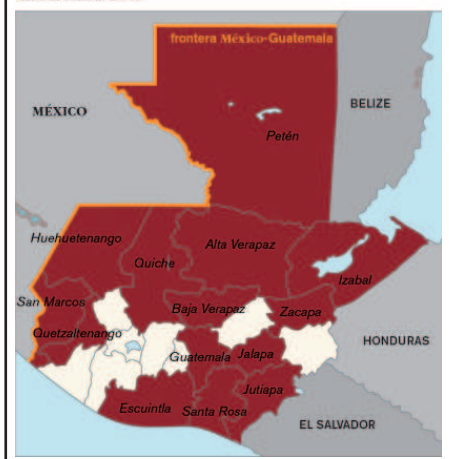 frontera México-Guatemala
MÉXICO
BELIZE
Petén
Huehuetenango
Alta Verapaz
Quiche
Izabal
San Marcos
Baja Verapaz
Zacapa
Quetzaltenango
HONDURAS
Guatemala
Jalapa
Jutiapa
Escuintla
Santa Rosa
EL SALVADOR